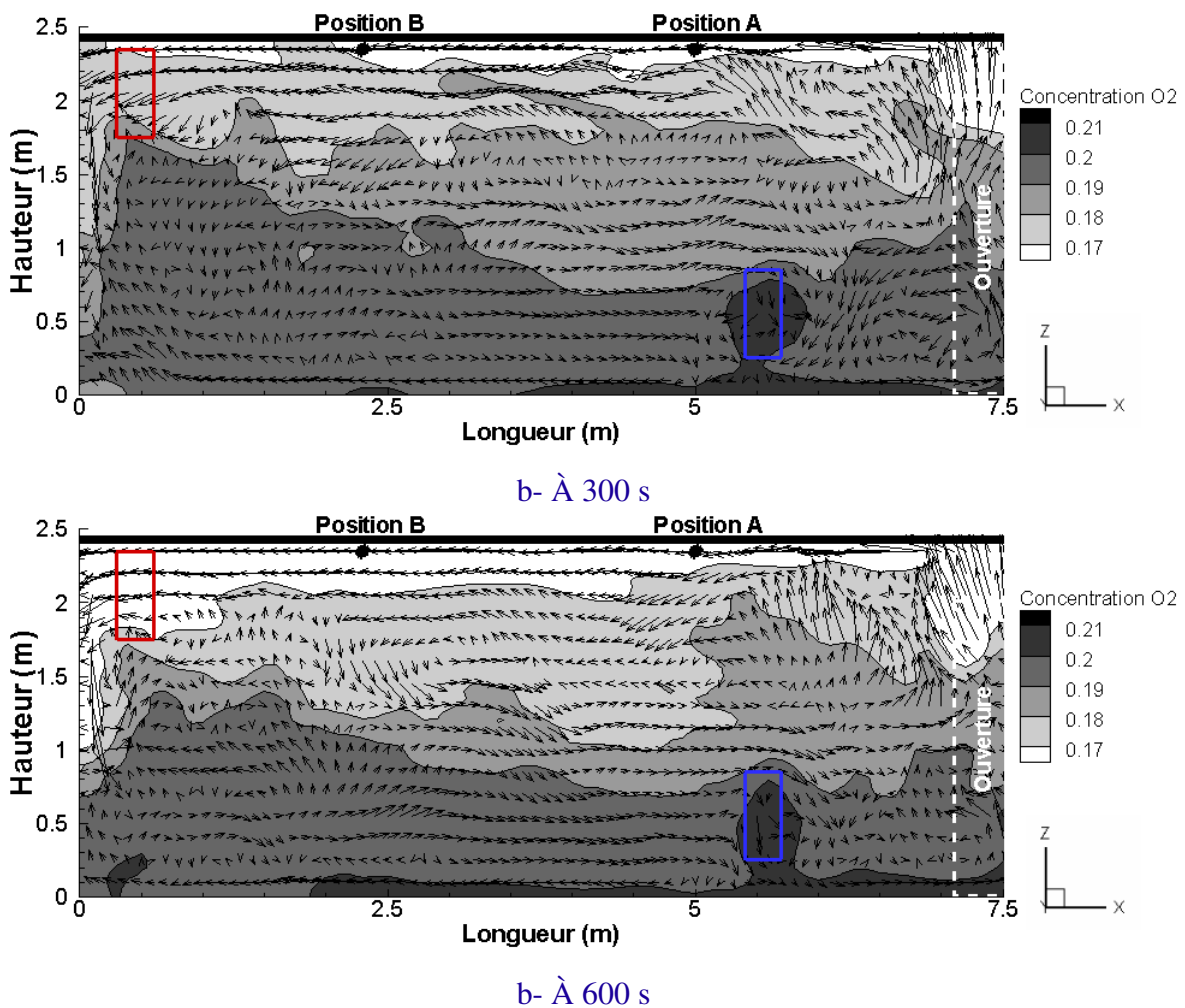 Position B Position A
2.5
2
1.5
1
0.5
0
Hauteur (m)
0 2.5 5 7.5
Longueur (m)
Ouverture
Concentration O2
0.21
0.2
0.19
0.18
0.17
Z
X
b- À 300 s
Position B Position A
2.5
2
1.5
1
0.5
0
Hauteur (m)
0 2.5 5 7.5
Longueur (m)
Ouverture
Concentration O2
0.21
0.2
0.19
0.18
0.17
Z
X
b- À 600 s